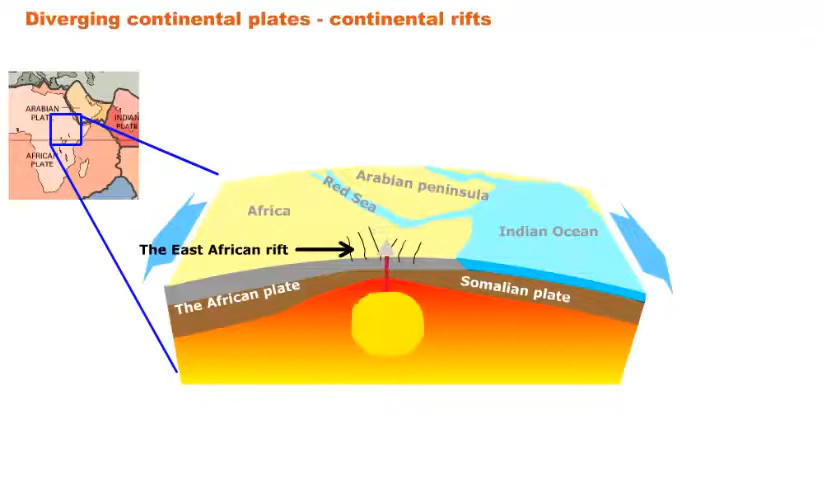 Diverging continental plates - continental rifts
ARABIAN
PLATE
INDIAN
PLATE
AFRICAN
PLATE
Arabian peninsula
Red Sea
Africa
Indian Ocean
The East African rift
The African plate
Somalian plate